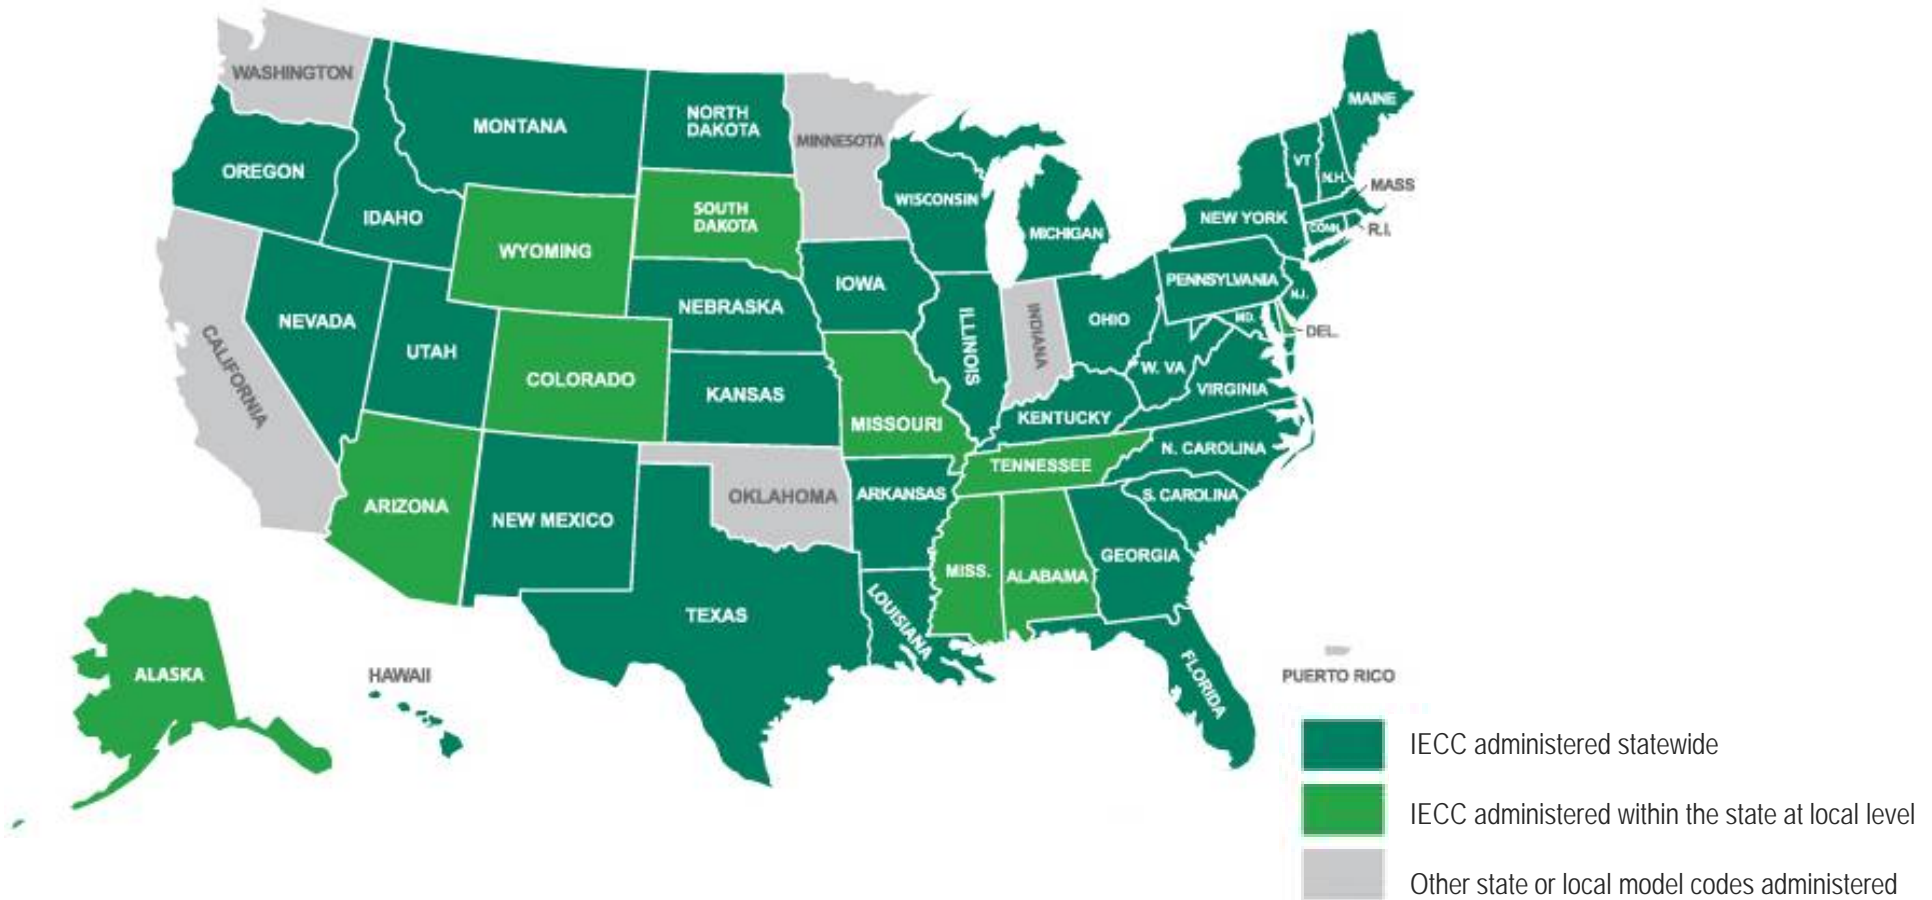 WASHINGTON
MONTANA
NORTH
DAKOTA
MINNESOTA
MAINE
OREGON
IDAHO
WYOMING
SOUTH
DAKOTA
WISCONSIN
MICHIGAN
VT
N.H.
MASS
NEW YORK
CONN.
R.I.
IOWA
NEBRASKA
PENNSYLVANIA
N.J.
NEVADA
UTAH
CALIFORNIA
COLORADO
KANSAS
ILLINOIS
INDIANA
OHIO
MD.
DEL.
W. VA
VIRGINIA
MISSOURI
KENTUCKY
TENNESSEE
N. CAROLINA
ARIZONA
NEW MEXICO
OKLAHOMA
ARKANSAS
S. CAROLINA
MISS.
ALABAMA
GEORGIA
TEXAS
LOUISIANA
FLORIDA
ALASKA
HAWAII
PUERTO RICO
IECC administered statewide
IECC administered within the state at local level
Other state or local model codes administered